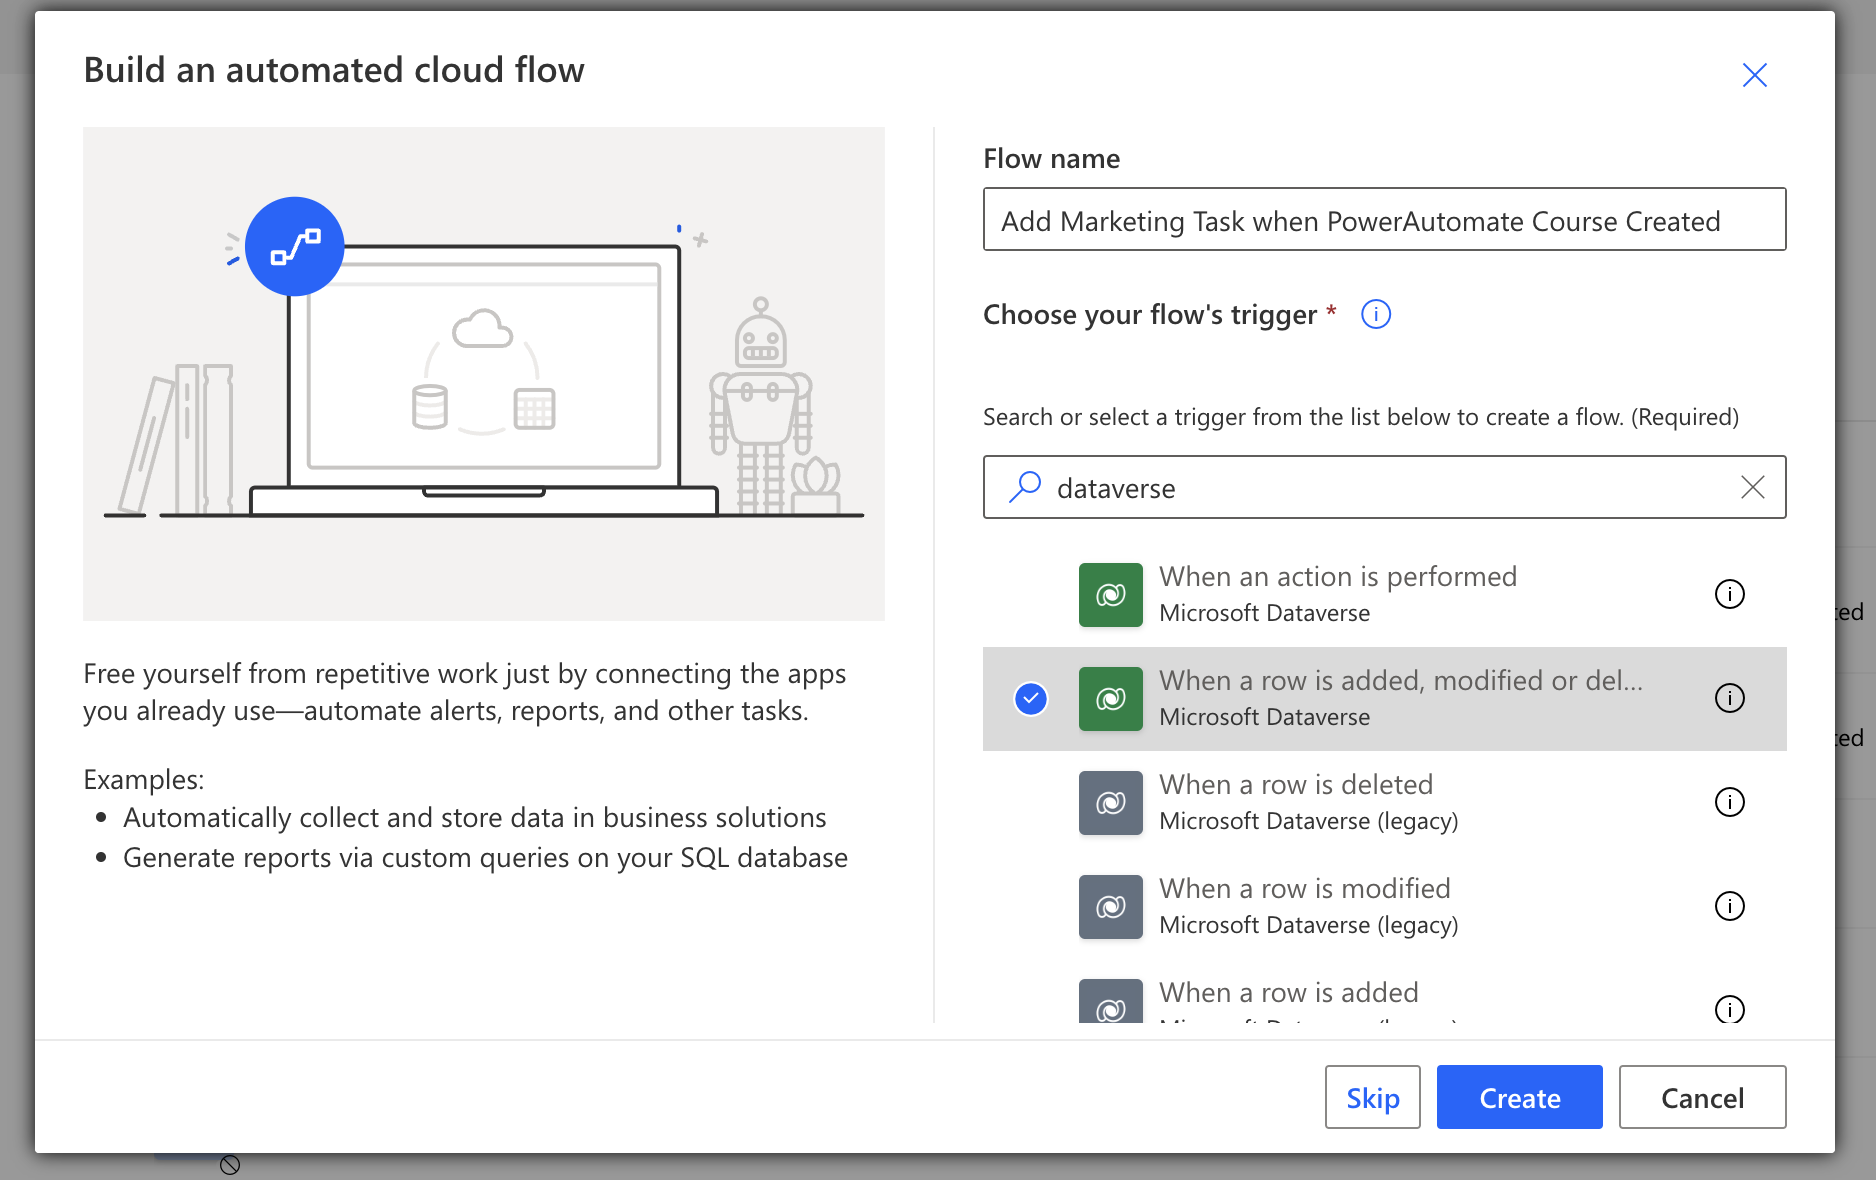 Build an automated cloud flow
Free yourself from repetitive work just by connecting the apps
you already use—automate alerts, reports, and other tasks.
Examples:
Automatically collect and store data in business solutions
Generate reports via custom queries on your SQL database
Flow name
Add Marketing Task when PowerAutomate Course Created
Choose your flow's trigger *
Search or select a trigger from the list below to create a flow. (Required)
dataverse
When an action is performed
Microsoft Dataverse
When a row is added, modified or del...
Microsoft Dataverse
When a row is deleted
Microsoft Dataverse (legacy)
When a row is modified
Microsoft Dataverse (legacy)
When a row is added
Skip
Create
Cancel